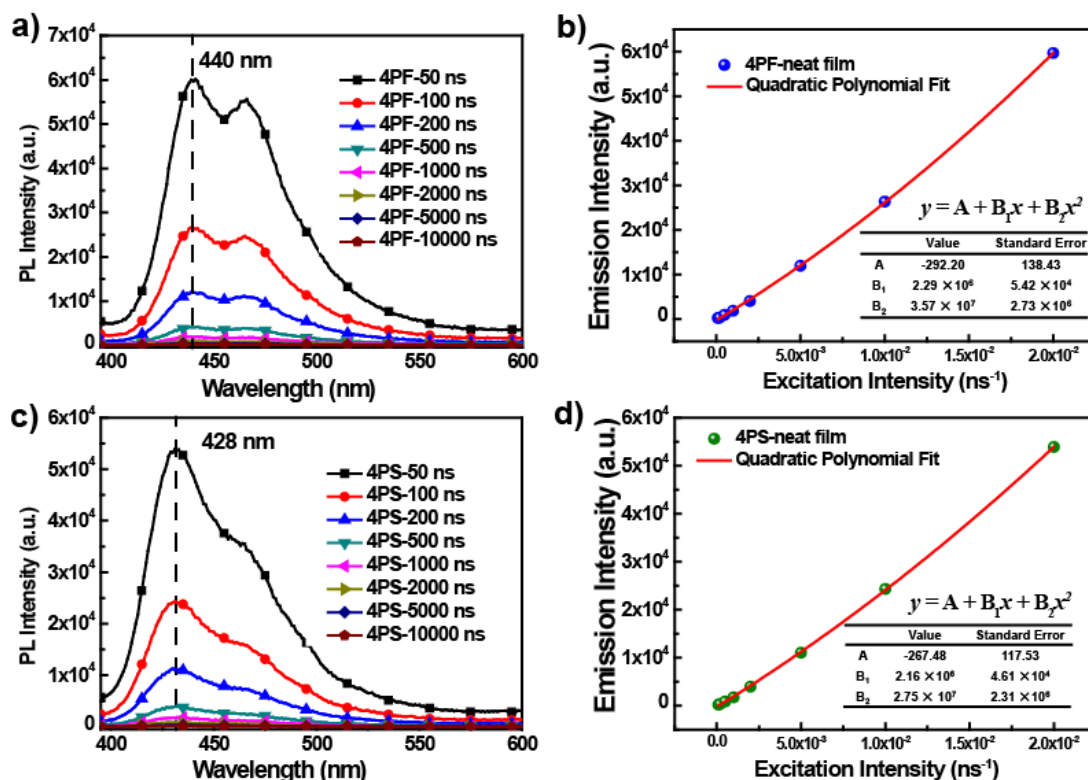 a)
440 nm
4PF-50 ns
4PF-100 ns
4PF-200 ns
4PF-500 ns
4PF-1000 ns
4PF-2000 ns
4PF-5000 ns
4PF-10000 ns
PL Intensity (a.u.)
7x10⁴
6x10⁴
5x10⁴
4x10⁴
3x10⁴
2x10⁴
1x10⁴
0
400 450 500 550 600
Wavelength (nm)
b)
4PF-neat film
Quadratic Polynomial Fit
y = A + B₁x + B₂x²
Value Standard Error
A -292.20 138.43
B₁ 2.29 ×10⁶ 5.42 ×10⁴
B₂ 3.57 × 10⁷ 2.73 ×10⁶
Emission Intensity (a.u.)
6x10⁴
5x10⁴
4x10⁴
3x10⁴
2x10⁴
1x10⁴
0
0.0 5.0x10⁻³ 1.0x10⁻² 1.5x10⁻² 2.0x10⁻²
Excitation Intensity (ns⁻¹)
c)
428 nm
4PS-50 ns
4PS-100 ns
4PS-200 ns
4PS-500 ns
4PS-1000 ns
4PS-2000 ns
4PS-5000 ns
4PS-10000 ns
PL Intensity (a.u.)
6x10⁴
5x10⁴
4x10⁴
3x10⁴
2x10⁴
1x10⁴
0
400 450 500 550 600
Wavelength (nm)
d)
4PS-neat film
Quadratic Polynomial Fit
y = A + B₁x + B₂x²
Value Standard Error
A -267.48 117.53
B₁ 2.16 ×10⁶ 4.61 ×10⁴
B₂ 2.75 × 10⁷ 2.31 ×10⁶
Emission Intensity (a.u.)
6x10⁴
5x10⁴
4x10⁴
3x10⁴
2x10⁴
1x10⁴
0
0.0 5.0x10⁻³ 1.0x10⁻² 1.5x10⁻² 2.0x10⁻²
Excitation Intensity (ns⁻¹)